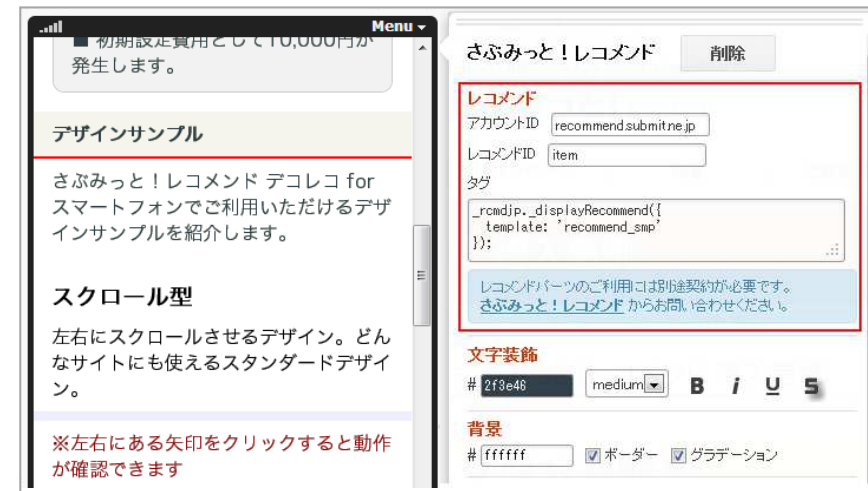 Menu
■ 初期設定費用として10,000円が
発生します。
デザインサンプル
さぶみっと！レコメンド デコレコ for
スマートフォンでご利用いただけるデザ
インサンプルを紹介します。
スクロール型
左右にスクロールさせるデザイン。どん
なサイトにも使えるスタンダードデザイ
ン。
※左右にある矢印をクリックすると動作
が確認できます
さぶみっと！レコメンド 削除
レコメンド
アカウントID recommend.submit.ne.jp
レコメンドID item
タグ
_rcmdjp._displayRecommend({
template: 'recommend_smp'
});
レコメンドパーツのご利用には別途契約が必要です。
さぶみっと！レコメンド からお問い合わせください。
文字装飾
# 2f3e46 medium B i U S
背景
# ffffff ボーダー グラデーション